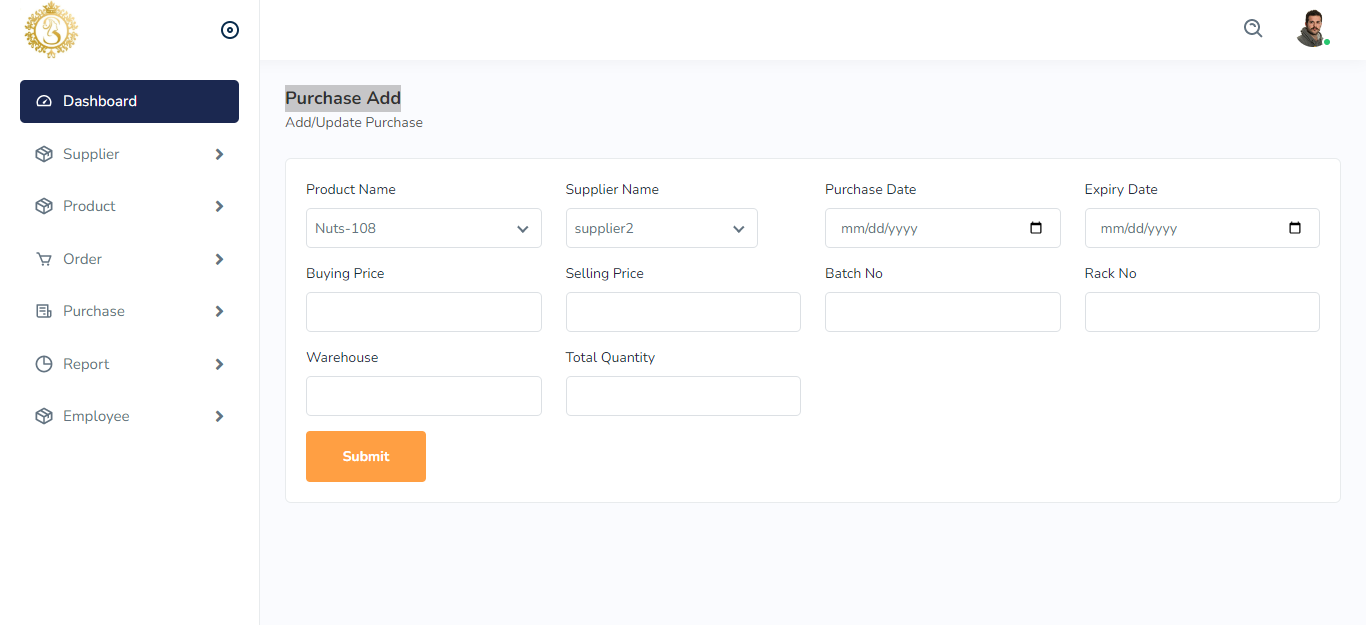 Dashboard
Supplier
Product
Order
Purchase
Report
Employee
Purchase Add
Add/Update Purchase
Product Name Supplier Name Purchase Date Expiry Date
Nuts-108 supplier2 mm/dd/yyyy mm/dd/yyyy
Buying Price Selling Price Batch No Rack No
Warehouse Total Quantity
Submit